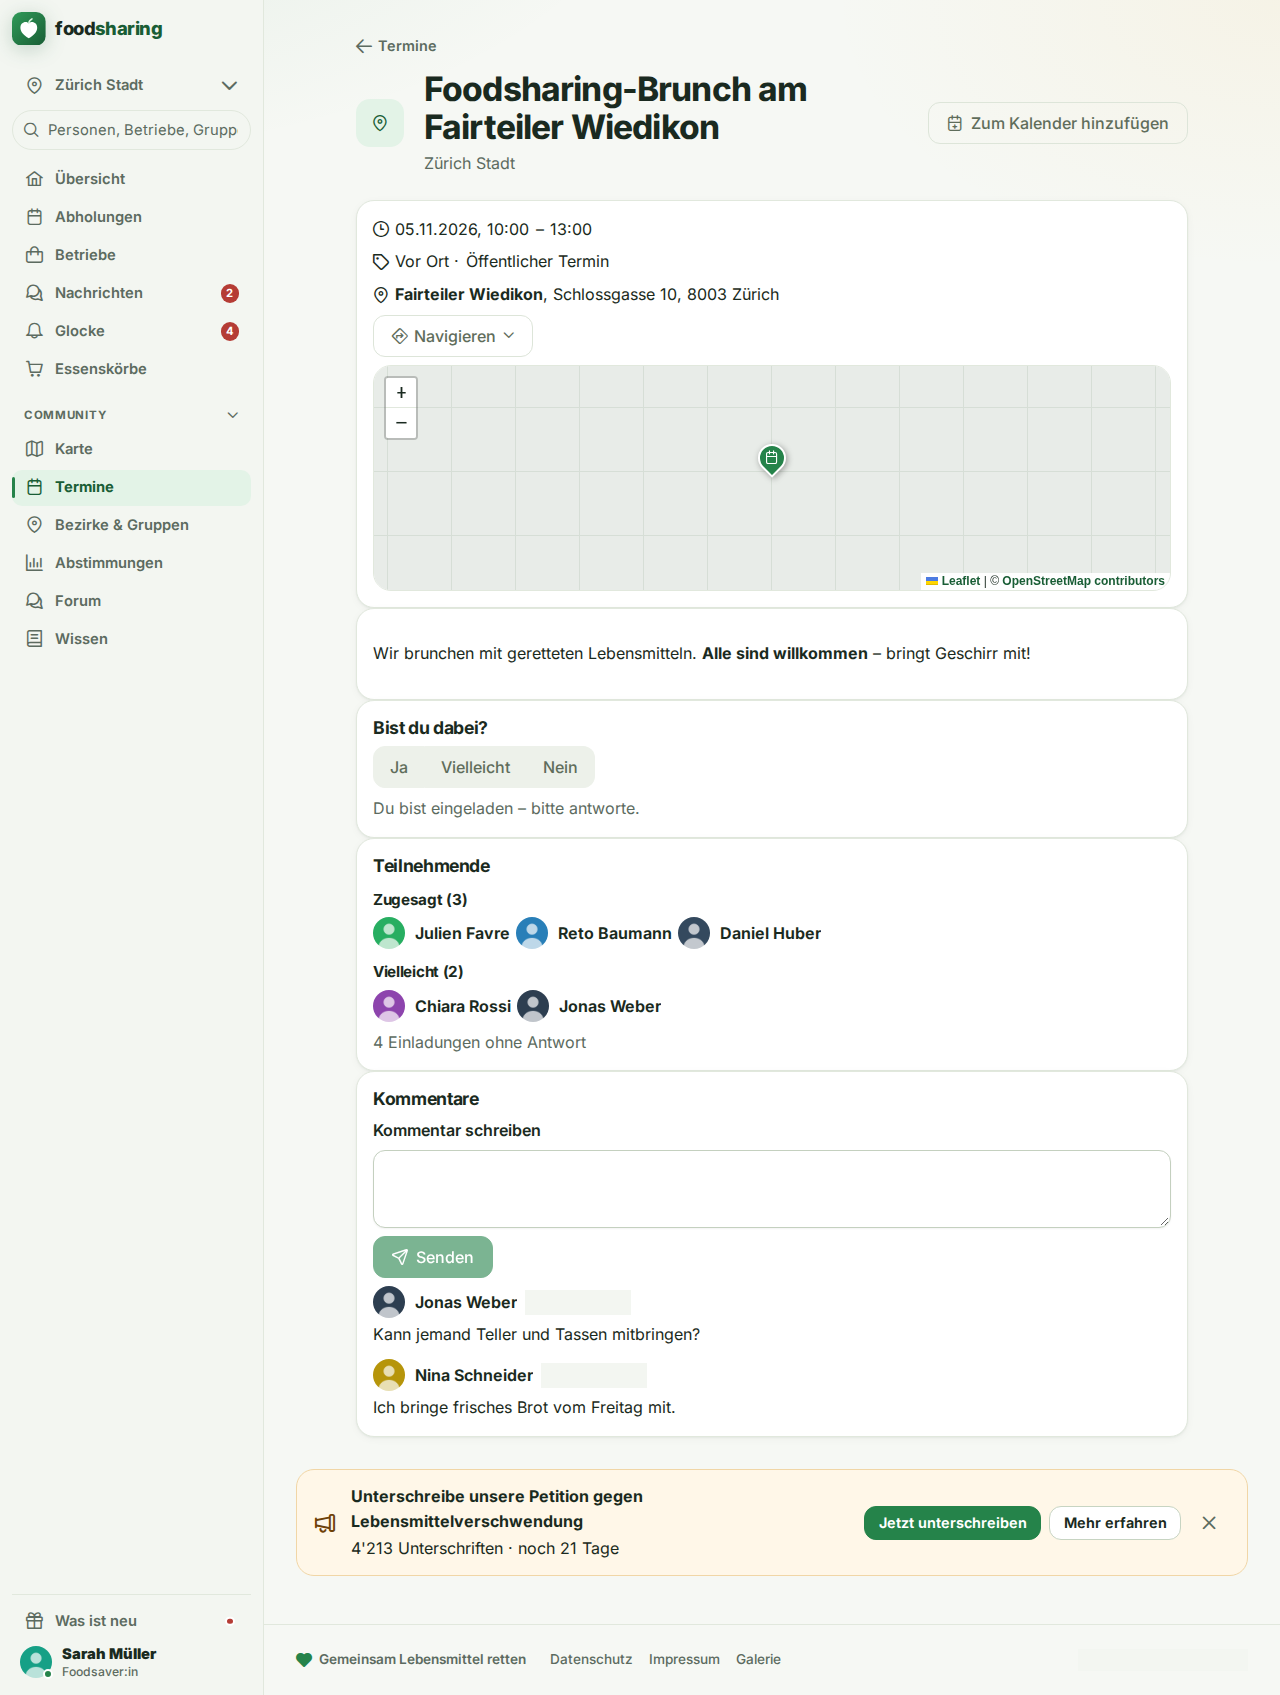 foodsharing
Zürich Stadt
Personen, Betriebe, Grupp
Übersicht
Abholungen
Betriebe
Nachrichten 2
Glocke 4
Essenskörbe
COMMUNITY
Karte
Termine
Bezirke & Gruppen
Abstimmungen
Forum
Wissen
Was ist neu
Sarah Müller
Foodsaver:in
Termine
Foodsharing-Brunch am
Fairteiler Wiedikon
Zürich Stadt
Zum Kalender hinzufügen
05.11.2026, 10:00 – 13:00
Vor Ort · Öffentlicher Termin
Fairteiler Wiedikon, Schlossgasse 10, 8003 Zürich
Navigieren
+
−
Leaflet | © OpenStreetMap contributors
Wir brunchen mit geretteten Lebensmitteln. Alle sind willkommen – bringt Geschirr mit!
Bist du dabei?
Ja Vielleicht Nein
Du bist eingeladen – bitte antworte.
Teilnehmende
Zugesagt (3)
Julien Favre Reto Baumann Daniel Huber
Vielleicht (2)
Chiara Rossi Jonas Weber
4 Einladungen ohne Antwort
Kommentare
Kommentar schreiben
Senden
Jonas Weber
Kann jemand Teller und Tassen mitbringen?
Nina Schneider
Ich bringe frisches Brot vom Freitag mit.
Unterschreibe unsere Petition gegen
Lebensmittelverschwendung
4'213 Unterschriften · noch 21 Tage
Jetzt unterschreiben
Mehr erfahren
Gemeinsam Lebensmittel retten Datenschutz Impressum Galerie